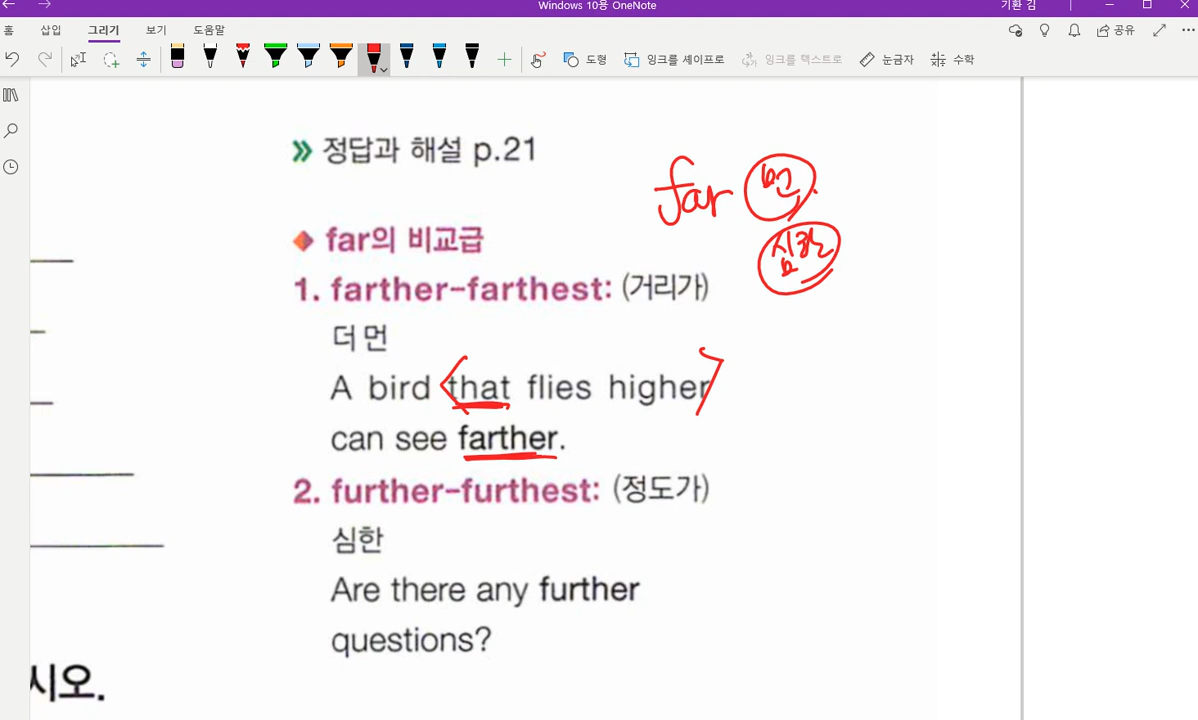 Windows 10용 OneNote
기환 김
홈 삽입 그리기 보기 도움말
공유
도형 잉크를 셰이프로 잉크를 텍스트로 눈금자 수학
정답과 해설 p.21
far 먼
심한
far의 비교급
1. farther-farthest: (거리가)
더 먼
A bird that flies higher
can see farther.
2. further-furthest: (정도가)
심한
Are there any further
questions?
시오.